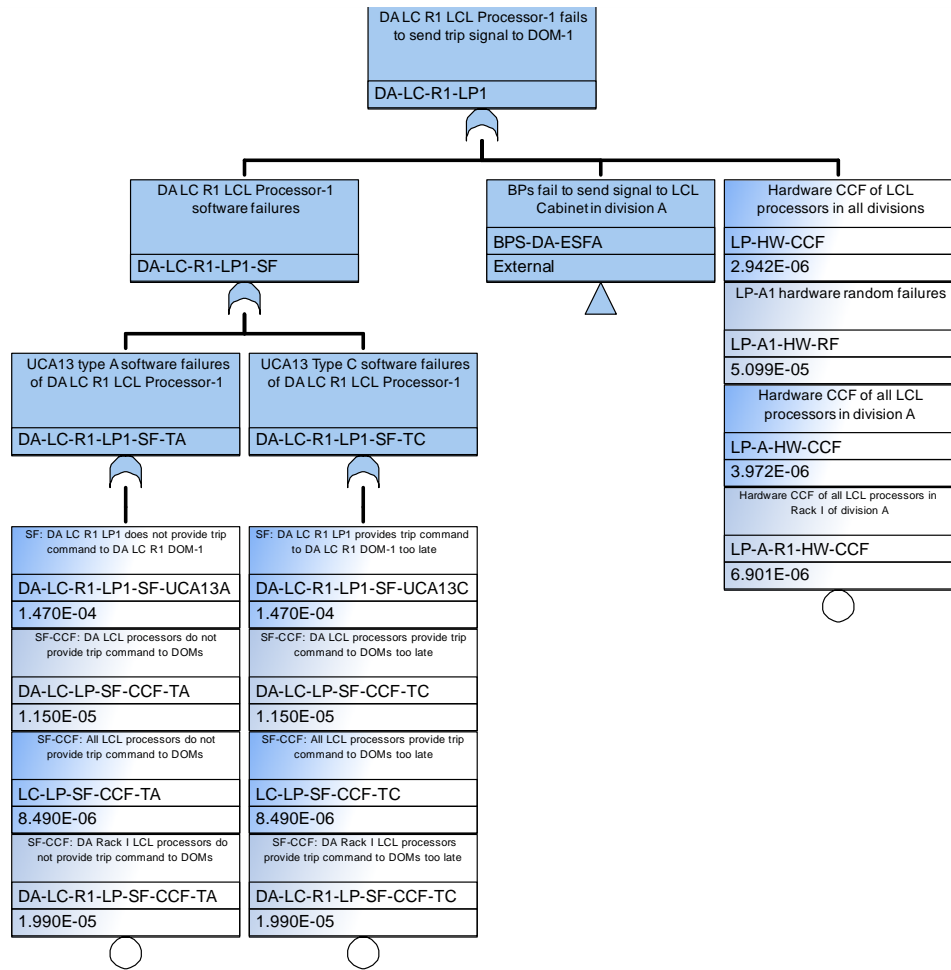 DA LC R1 LCL Processor-1 fails
to send trip signal to DOM-1
DA-LC-R1-LP1
DA LC R1 LCL Processor-1
software failures
DA-LC-R1-LP1-SF
BPs fail to send signal to LCL
Cabinet in division A
BPS-DA-ESFA
External
Hardware CCF of LCL
processors in all divisions
LP-HW-CCF
2.942E-06
LP-A1 hardware random failures
LP-A1-HW-RF
5.099E-05
Hardware CCF of all LCL
processors in division A
LP-A-HW-CCF
3.972E-06
Hardware CCF of all LCL processors in
Rack I of division A
LP-A-R1-HW-CCF
6.901E-06
UCA13 type A software failures
of DA LC R1 LCL Processor-1
DA-LC-R1-LP1-SF-TA
UCA13 Type C software failures
of DA LC R1 LCL Processor-1
DA-LC-R1-LP1-SF-TC
SF: DA LC R1 LP1 does not provide trip
command to DA LC R1 DOM-1
DA-LC-R1-LP1-SF-UCA13A
1.470E-04
SF-CCF: DA LCL processors do not
provide trip command to DOMs
DA-LC-LP-SF-CCF-TA
1.150E-05
SF-CCF: All LCL processors do not
provide trip command to DOMs
LC-LP-SF-CCF-TA
8.490E-06
SF-CCF: DA Rack I LCL processors do
not provide trip command to DOMs
DA-LC-R1-LP-SF-CCF-TA
1.990E-05
SF: DA LC R1 LP1 provides trip command
to DA LC R1 DOM-1 too late
DA-LC-R1-LP1-SF-UCA13C
1.470E-04
SF-CCF: DA LCL processors provide trip
command to DOMs too late
DA-LC-LP-SF-CCF-TC
1.150E-05
SF-CCF: All LCL processors provide trip
command to DOMs too late
LC-LP-SF-CCF-TC
8.490E-06
SF-CCF: DA Rack I LCL processors
provide trip command to DOMs too late
DA-LC-R1-LP-SF-CCF-TC
1.990E-05